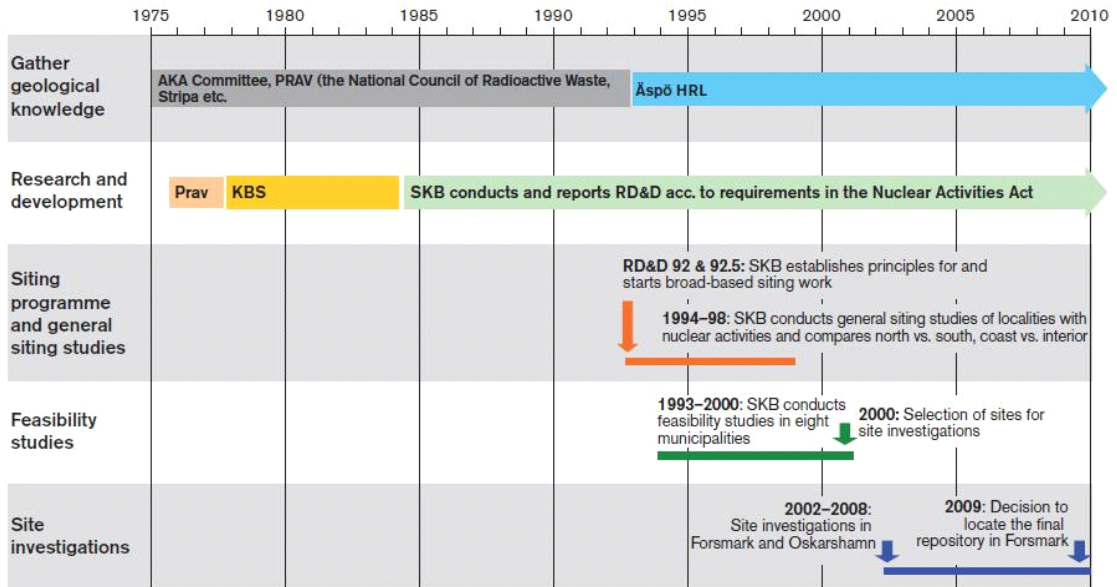 1975 1980 1985 1990 1995 2000 2005 2010
Gather
geological
knowledge
AKA Committee, PRAV (the National Council of Radioactive Waste,
Stripa etc.
Äspö HRL
Research and
development
Prav
KBS
SKB conducts and reports RD&D acc. to requirements in the Nuclear Activities Act
Siting
programme
and general
siting studies
RD&D 92 & 92.5: SKB establishes principles for and
starts broad-based siting work
1994–98: SKB conducts general siting studies of localities with
nuclear activities and compares north vs. south, coast vs. interior
Feasibility
studies
1993–2000: SKB conducts
feasibility studies in eight
municipalities
2000: Selection of sites for
site investigations
Site
investigations
2002–2008:
Site investigations in
Forsmark and Oskarshamn
2009: Decision to
locate the final
repository in Forsmark